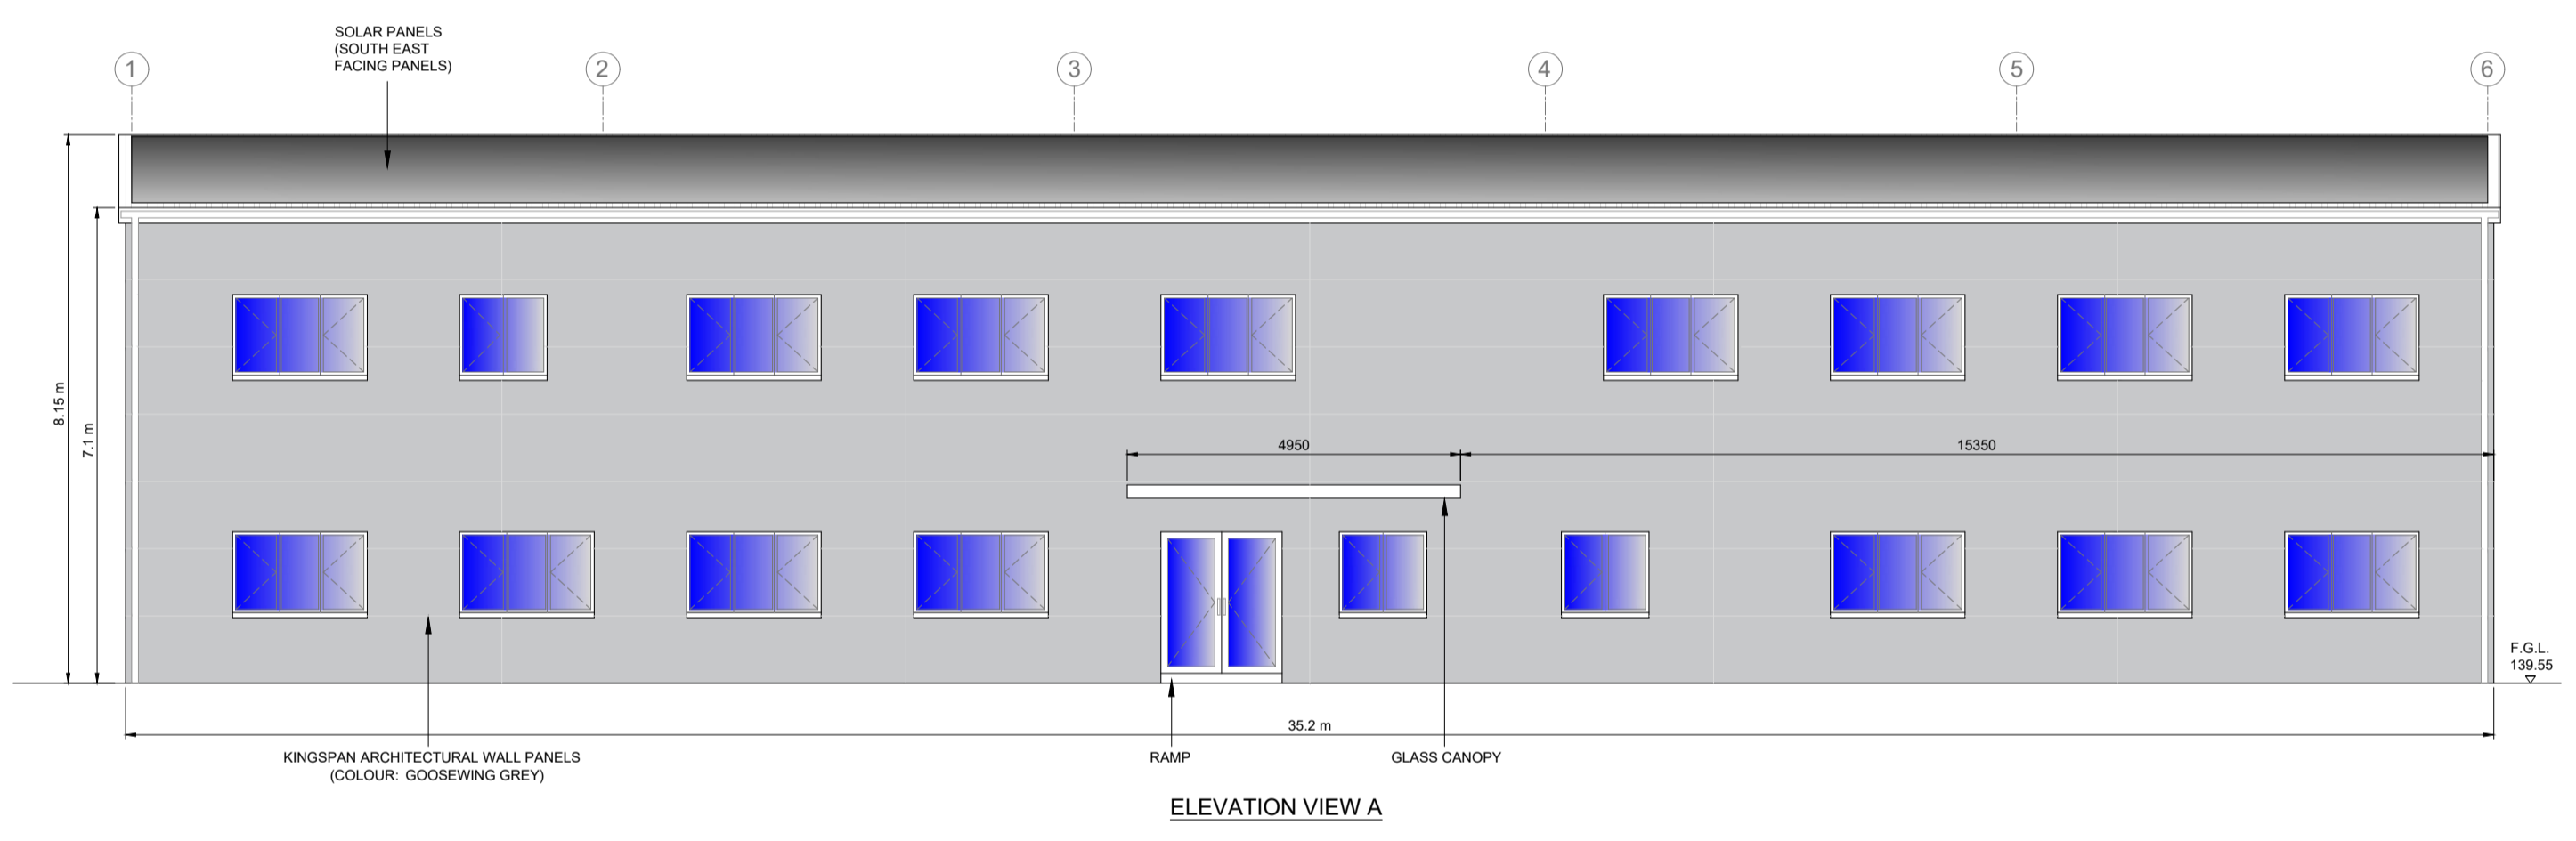 SOLAR PANELS
(SOUTH EAST
FACING PANELS)
1
2
3
4
5
6
8.15 m
7.1 m
4950
15350
F.G.L.
139.55
35.2 m
KINGSPAN ARCHITECTURAL WALL PANELS
(COLOUR: GOOSEWING GREY)
RAMP
GLASS CANOPY
ELEVATION VIEW A